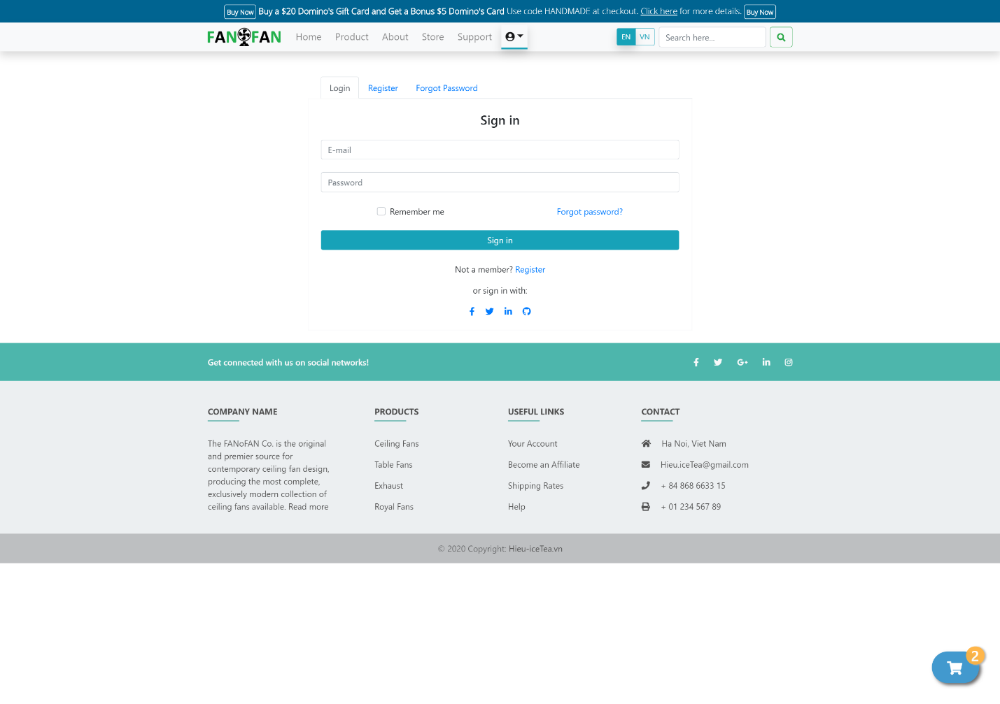 Buy Now Buy a $20 Domino's Gift Card and Get a Bonus $5 Domino's Card Use code HANDMADE at checkout. Click here for more details. Buy Now
FANoFAN Home Product About Store Support EN VN Search here...
Login Register Forgot Password
Sign in
E-mail
Password
Remember me Forgot password?
Sign in
Not a member? Register
or sign in with:
Get connected with us on social networks!
COMPANY NAME
The FANoFAN Co. is the original
and premier source for
contemporary ceiling fan design,
producing the most complete,
exclusively modern collection of
ceiling fans available. Read more
PRODUCTS
Ceiling Fans
Table Fans
Exhaust
Royal Fans
USEFUL LINKS
Your Account
Become an Affiliate
Shipping Rates
Help
CONTACT
Ha Noi, Viet Nam
Hieu.iceTea@gmail.com
+ 84 868 6633 15
+ 01 234 567 89
© 2020 Copyright: Hieu-iceTea.vn
2